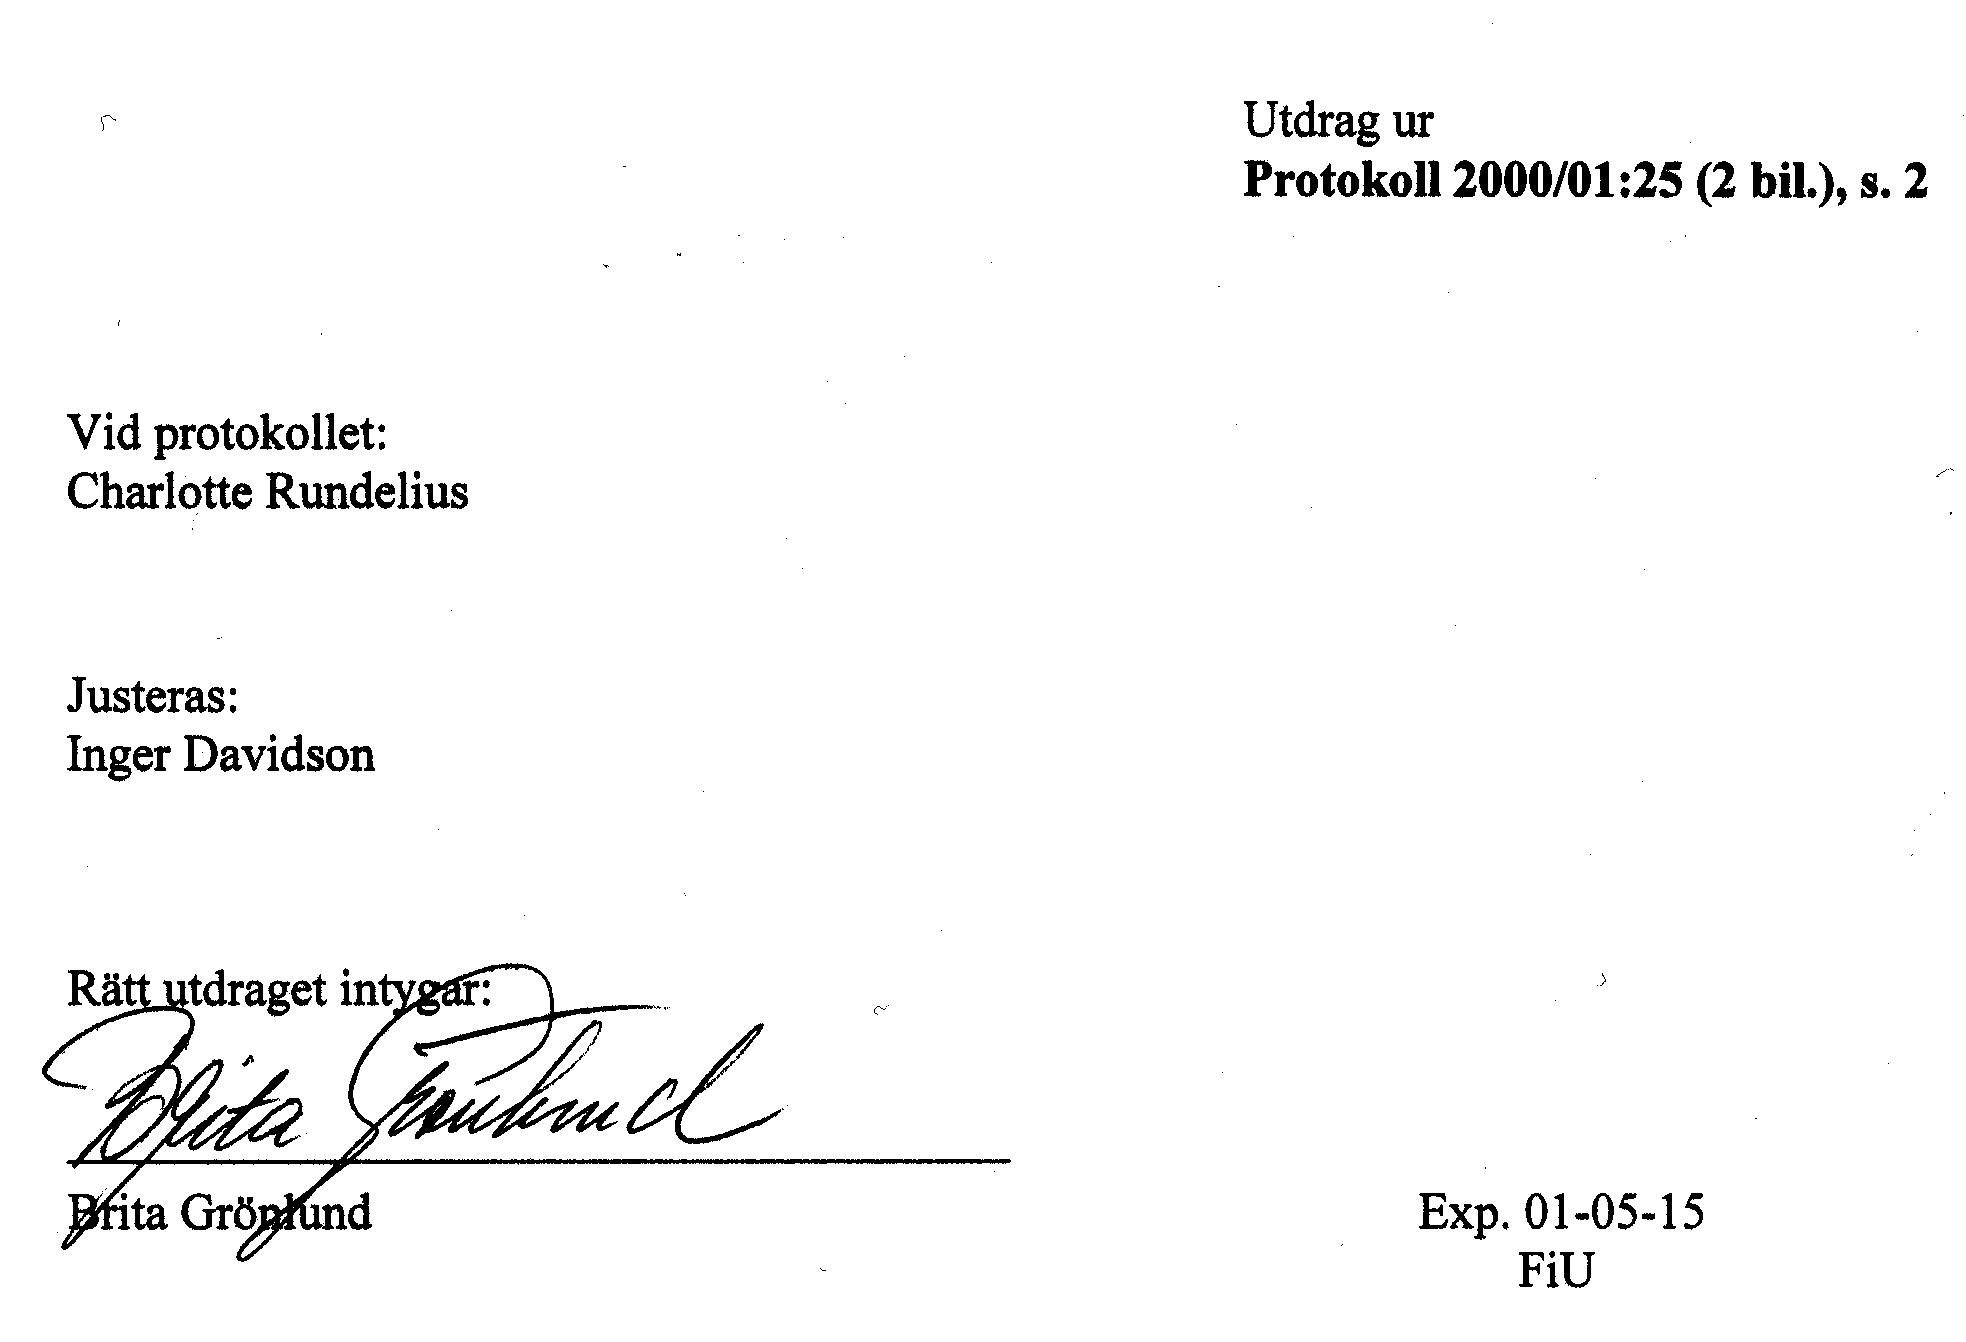 Utdrag ur
Protokoll 2000/01:25 (2 bil.), s. 2
Vid protokollet:
Charlotte Rundelius
Justeras:
Inger Davidson
Rätt utdraget intygar:
Brita Grönlund
Brita Grönlund
Exp. 01-05-15
FiU